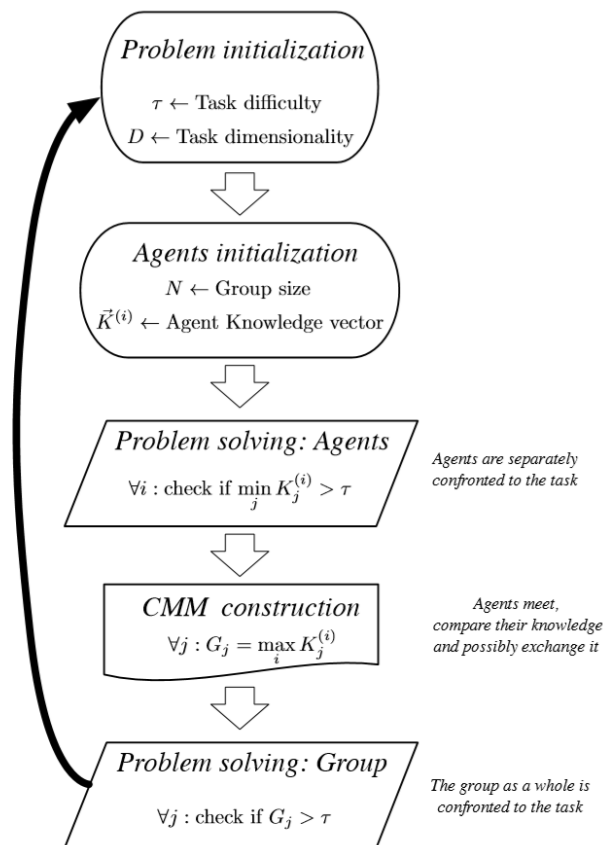 Problem initialization
τ ← Task difficulty
D ← Task dimensionality
Agents initialization
N ← Group size
K⃗⁽ⁱ⁾ ← Agent Knowledge vector
Problem solving: Agents
∀i : check if min_j K_j^(i) > τ
Agents are separately
confronted to the task
CMM construction
∀j : G_j = max_i K_j^(i)
Agents meet,
compare their knowledge
and possibly exchange it
Problem solving: Group
∀j : check if G_j > τ
The group as a whole is
confronted to the task